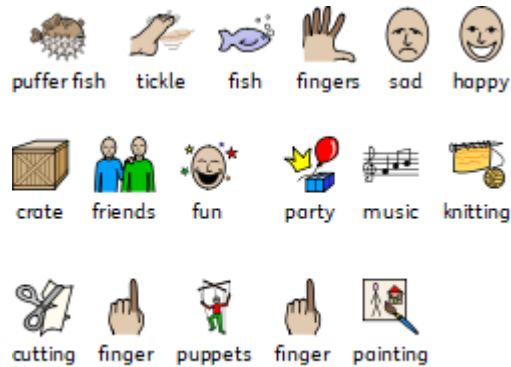 puffer fish tickle fish fingers sad happy
crate friends fun party music knitting
cutting finger puppets finger painting